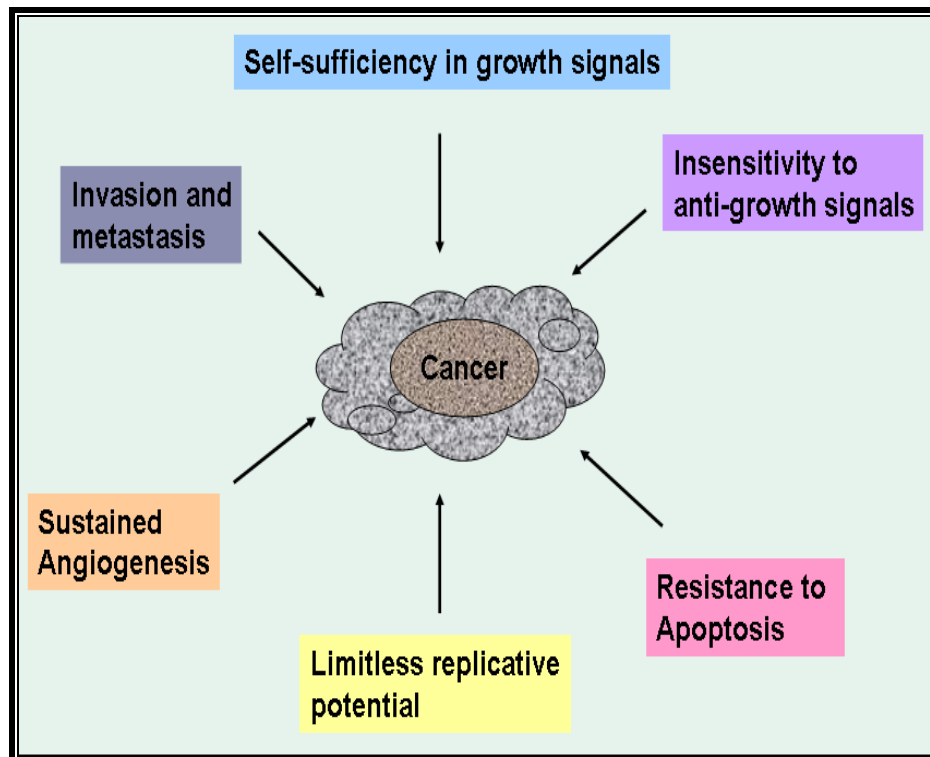 Self-sufficiency in growth signals
Insensitivity to
anti-growth signals
Invasion and
metastasis
Cancer
Sustained
Angiogenesis
Resistance to
Apoptosis
Limitless replicative
potential